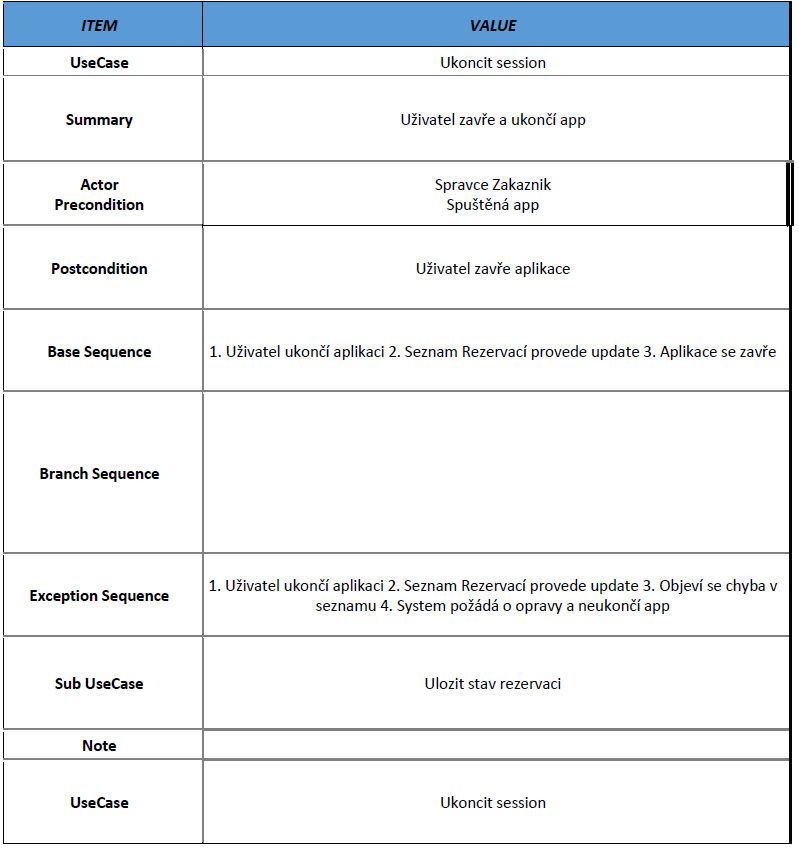 ITEM VALUE
UseCase Ukoncit session
Summary Uživatel zavře a ukončí app
Actor Spravce Zakaznik
Precondition Spuštěná app
Postcondition Uživatel zavře aplikace
Base Sequence 1. Uživatel ukončí aplikaci 2. Seznam Rezervací provede update 3. Aplikace se zavře
Branch Sequence
Exception Sequence 1. Uživatel ukončí aplikaci 2. Seznam Rezervací provede update 3. Objeví se chyba v
seznamu 4. System požádá o opravy a neukončí app
Sub UseCase Ulozit stav rezervaci
Note
UseCase Ukoncit session